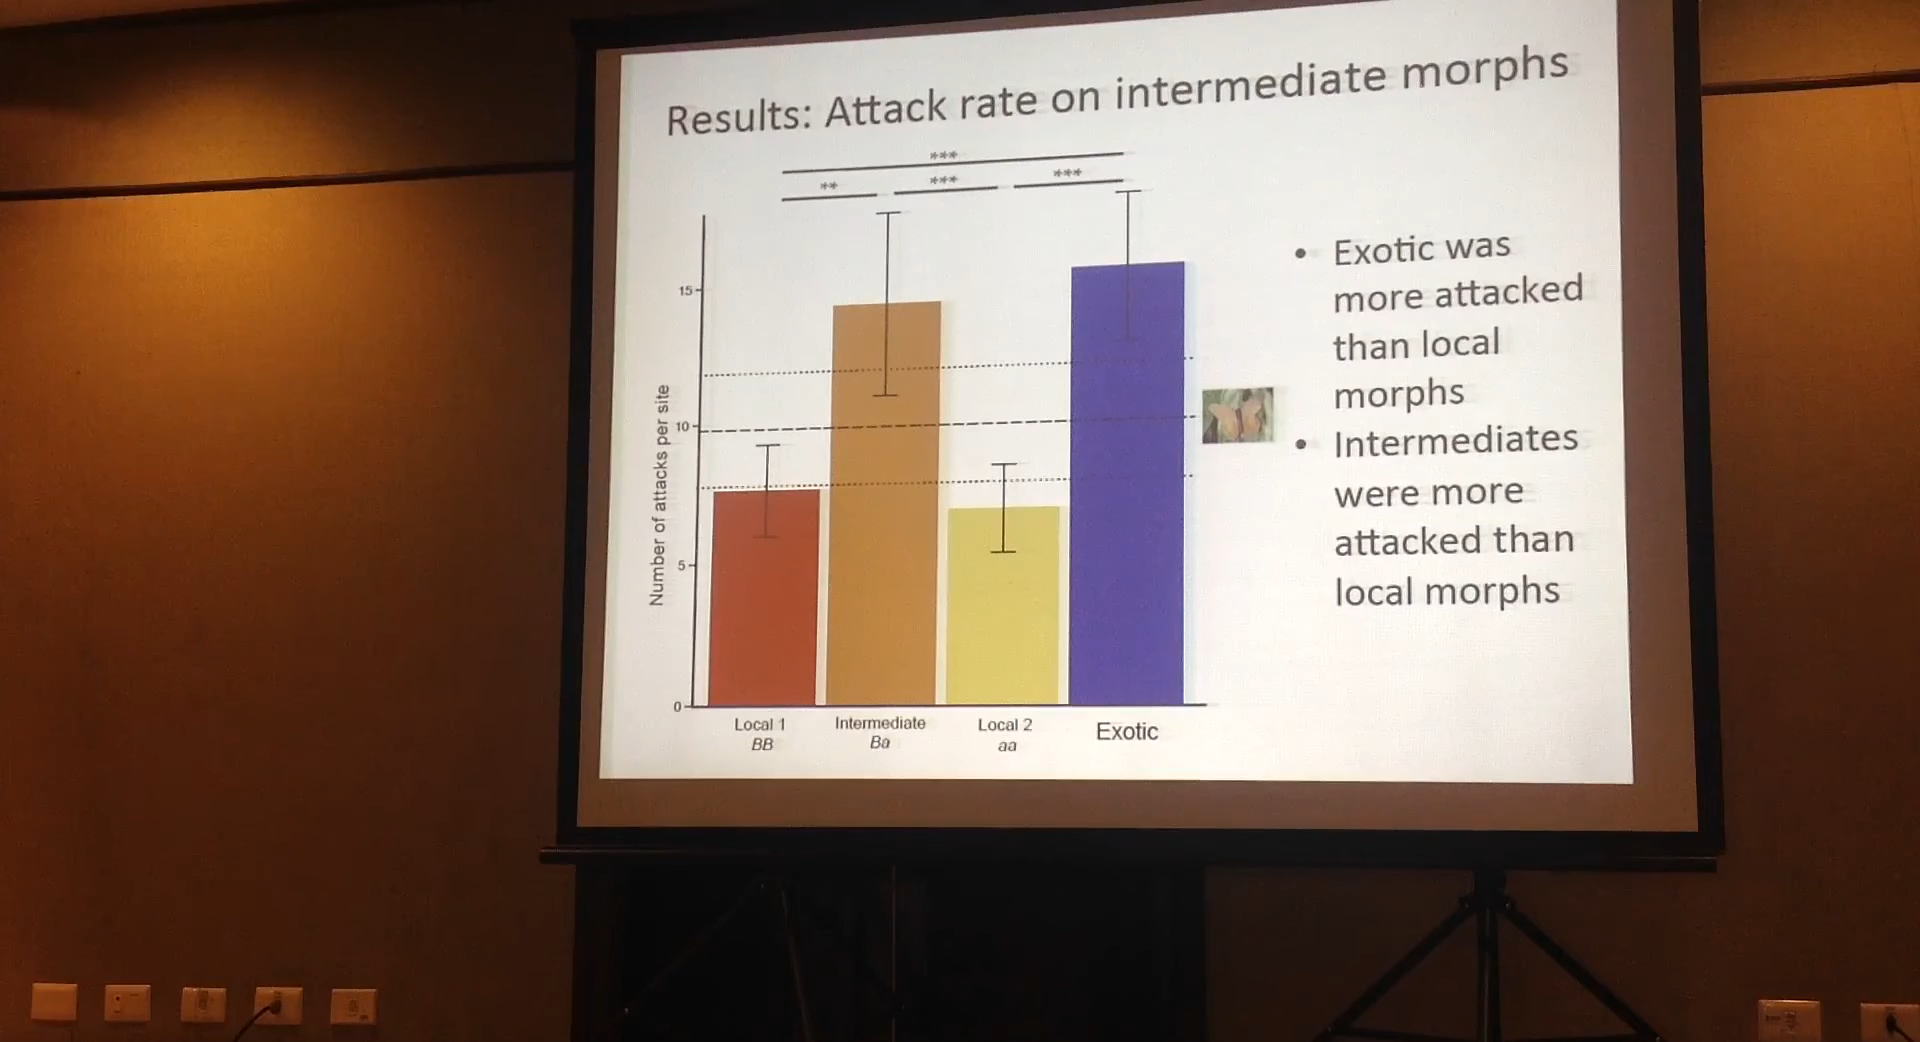 Results: Attack rate on intermediate morphs
***
** *** ***
15
10
5
0
Number of attacks per site
Local 1
BB
Intermediate
Ba
Local 2
aa
Exotic
• Exotic was
more attacked
than local
morphs
• Intermediates
were more
attacked than
local morphs